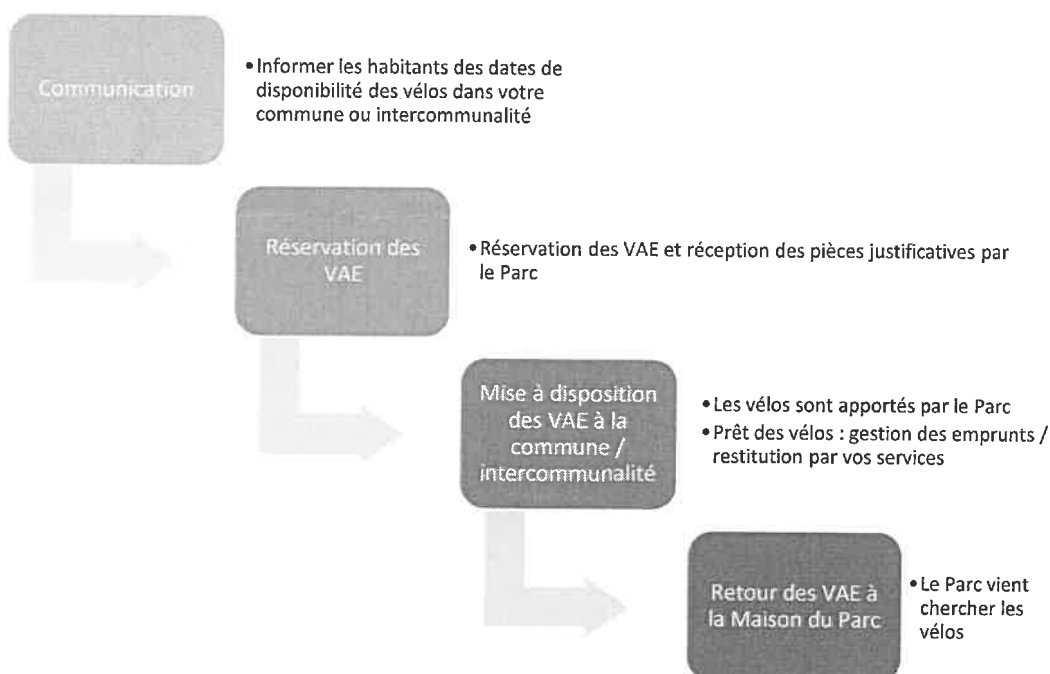 Communication
• Informer les habitants des dates de
disponibilité des vélos dans votre
commune ou intercommunalité
Réservation des
VAE
• Réservation des VAE et réception des pièces justificatives par
le Parc
Mise à disposition
des VAE à la
commune /
intercommunalité
• Les vélos sont apportés par le Parc
• Prêt des vélos : gestion des emprunts /
restitution par vos services
Retour des VAE à
la Maison du Parc
• Le Parc vient
chercher les
vélos